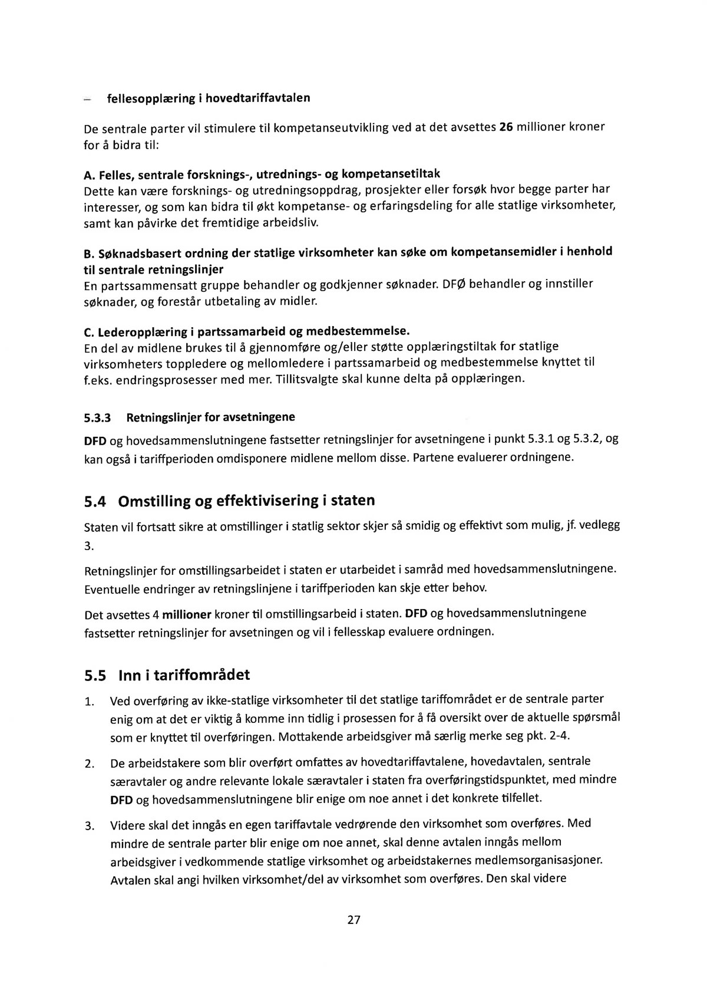 – fellesopplæring i hovedtariffavtalen
De sentrale parter vil stimulere til kompetanseutvikling ved at det avsettes 26 millioner kroner
for å bidra til:
A. Felles, sentrale forsknings-, utrednings- og kompetansetiltak
Dette kan være forsknings- og utredningsoppdrag, prosjekter eller forsøk hvor begge parter har
interesser, og som kan bidra til økt kompetanse- og erfaringsdeling for alle statlige virksomheter,
samt kan påvirke det fremtidige arbeidsliv.
B. Søknadsbasert ordning der statlige virksomheter kan søke om kompetansemidler i henhold
til sentrale retningslinjer
En partssammensatt gruppe behandler og godkjenner søknader. DFØ behandler og innstiller
søknader, og forestår utbetaling av midler.
C. Lederopplæring i partssamarbeid og medbestemmelse.
En del av midlene brukes til å gjennomføre og/eller støtte opplæringstiltak for statlige
virksomheters toppledere og mellomledere i partssamarbeid og medbestemmelse knyttet til
f.eks. endringsprosesser med mer. Tillitsvalgte skal kunne delta på opplæringen.
5.3.3 Retningslinjer for avsetningene
DFD og hovedsammenslutningene fastsetter retningslinjer for avsetningene i punkt 5.3.1 og 5.3.2, og
kan også i tariffperioden omdisponere midlene mellom disse. Partene evaluerer ordningene.
5.4 Omstilling og effektivisering i staten
Staten vil fortsatt sikre at omstillinger i statlig sektor skjer så smidig og effektivt som mulig, jf. vedlegg
3.
Retningslinjer for omstillingsarbeidet i staten er utarbeidet i samråd med hovedsammenslutningene.
Eventuelle endringer av retningslinjene i tariffperioden kan skje etter behov.
Det avsettes 4 millioner kroner til omstillingsarbeid i staten. DFD og hovedsammenslutningene
fastsetter retningslinjer for avsetningen og vil i fellesskap evaluere ordningen.
5.5 Inn i tariffområdet
1. Ved overføring av ikke-statlige virksomheter til det statlige tariffområdet er de sentrale parter
enig om at det er viktig å komme inn tidlig i prosessen for å få oversikt over de aktuelle spørsmål
som er knyttet til overføringen. Mottakende arbeidsgiver må særlig merke seg pkt. 2-4.
2. De arbeidstakere som blir overført omfattes av hovedtariffavtalene, hovedavtalen, sentrale
særavtaler og andre relevante lokale særavtaler i staten fra overføringstidspunktet, med mindre
DFD og hovedsammenslutningene blir enige om noe annet i det konkrete tilfellet.
3. Videre skal det inngås en egen tariffavtale vedrørende den virksomhet som overføres. Med
mindre de sentrale parter blir enige om noe annet, skal denne avtalen inngås mellom
arbeidsgiver i vedkommende statlige virksomhet og arbeidstakernes medlemsorganisasjoner.
Avtalen skal angi hvilken virksomhet/del av virksomhet som overføres. Den skal videre
27